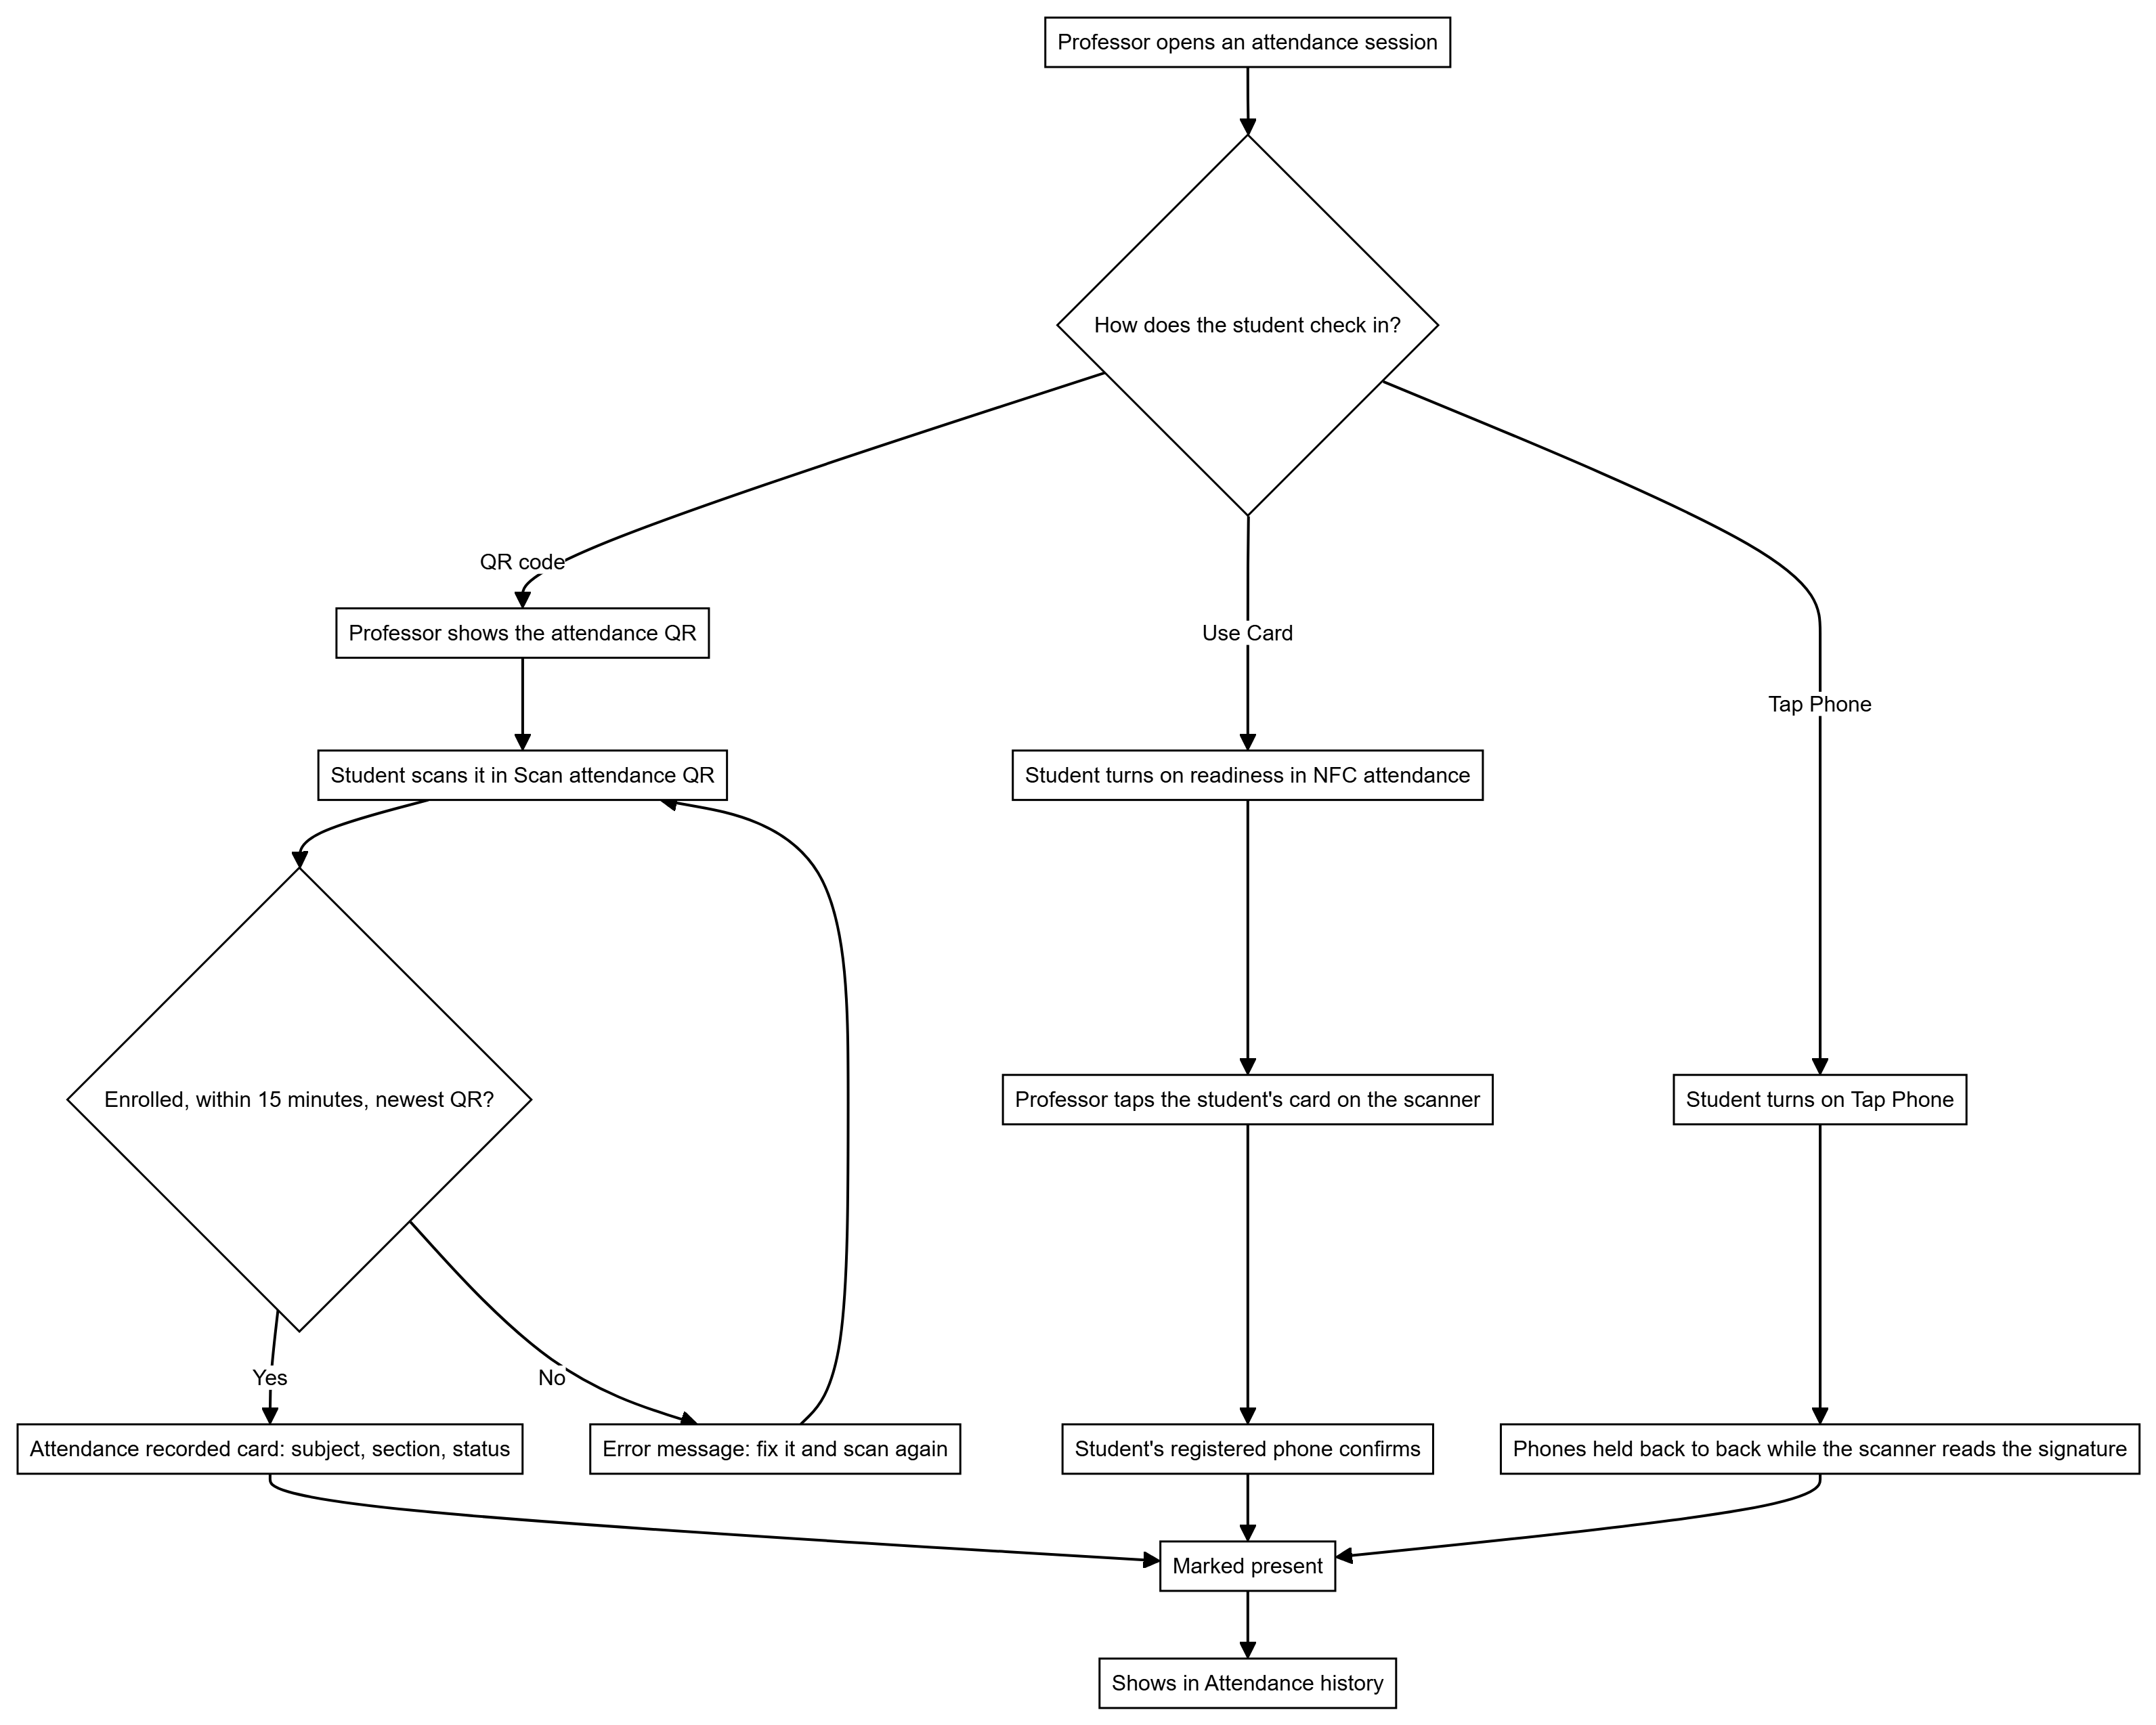 Professor opens an attendance session
How does the student check in?
QR code
Professor shows the attendance QR
Use Card
Tap Phone
Student scans it in Scan attendance QR
Student turns on readiness in NFC attendance
Enrolled, within 15 minutes, newest QR?
Professor taps the student's card on the scanner
Student turns on Tap Phone
Yes
No
Attendance recorded card: subject, section, status
Error message: fix it and scan again
Student's registered phone confirms
Phones held back to back while the scanner reads the signature
Marked present
Shows in Attendance history